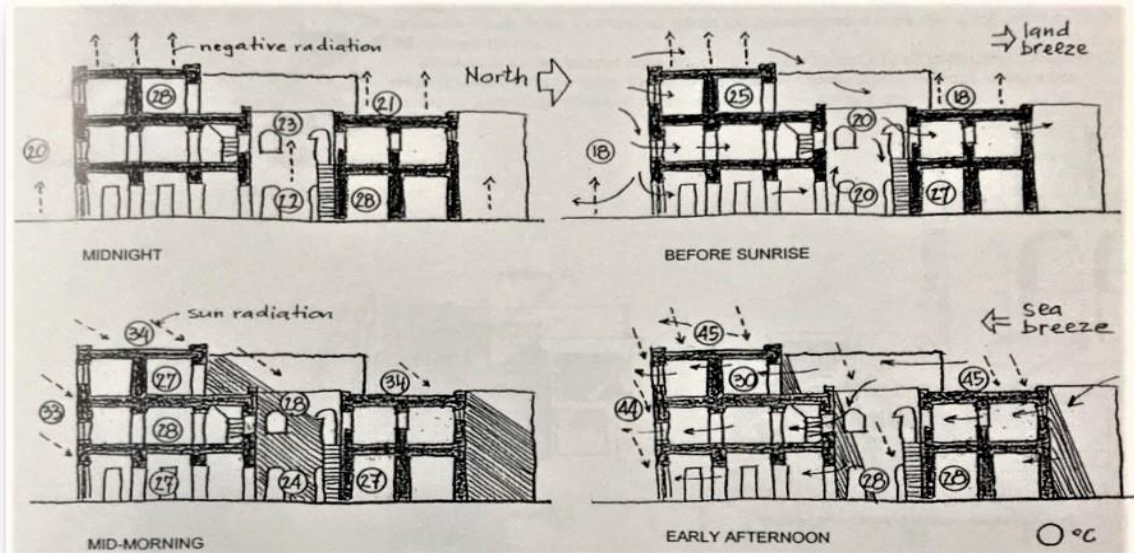 negative radiation
28
21
20
23
22
28
MIDNIGHT
North
land
breeze
25
18
18
20
20
27
BEFORE SUNRISE
sun radiation
34
27
34
33
28
28
27
24
27
MID-MORNING
sea
breeze
45
30
45
44
28
28
EARLY AFTERNOON
°C